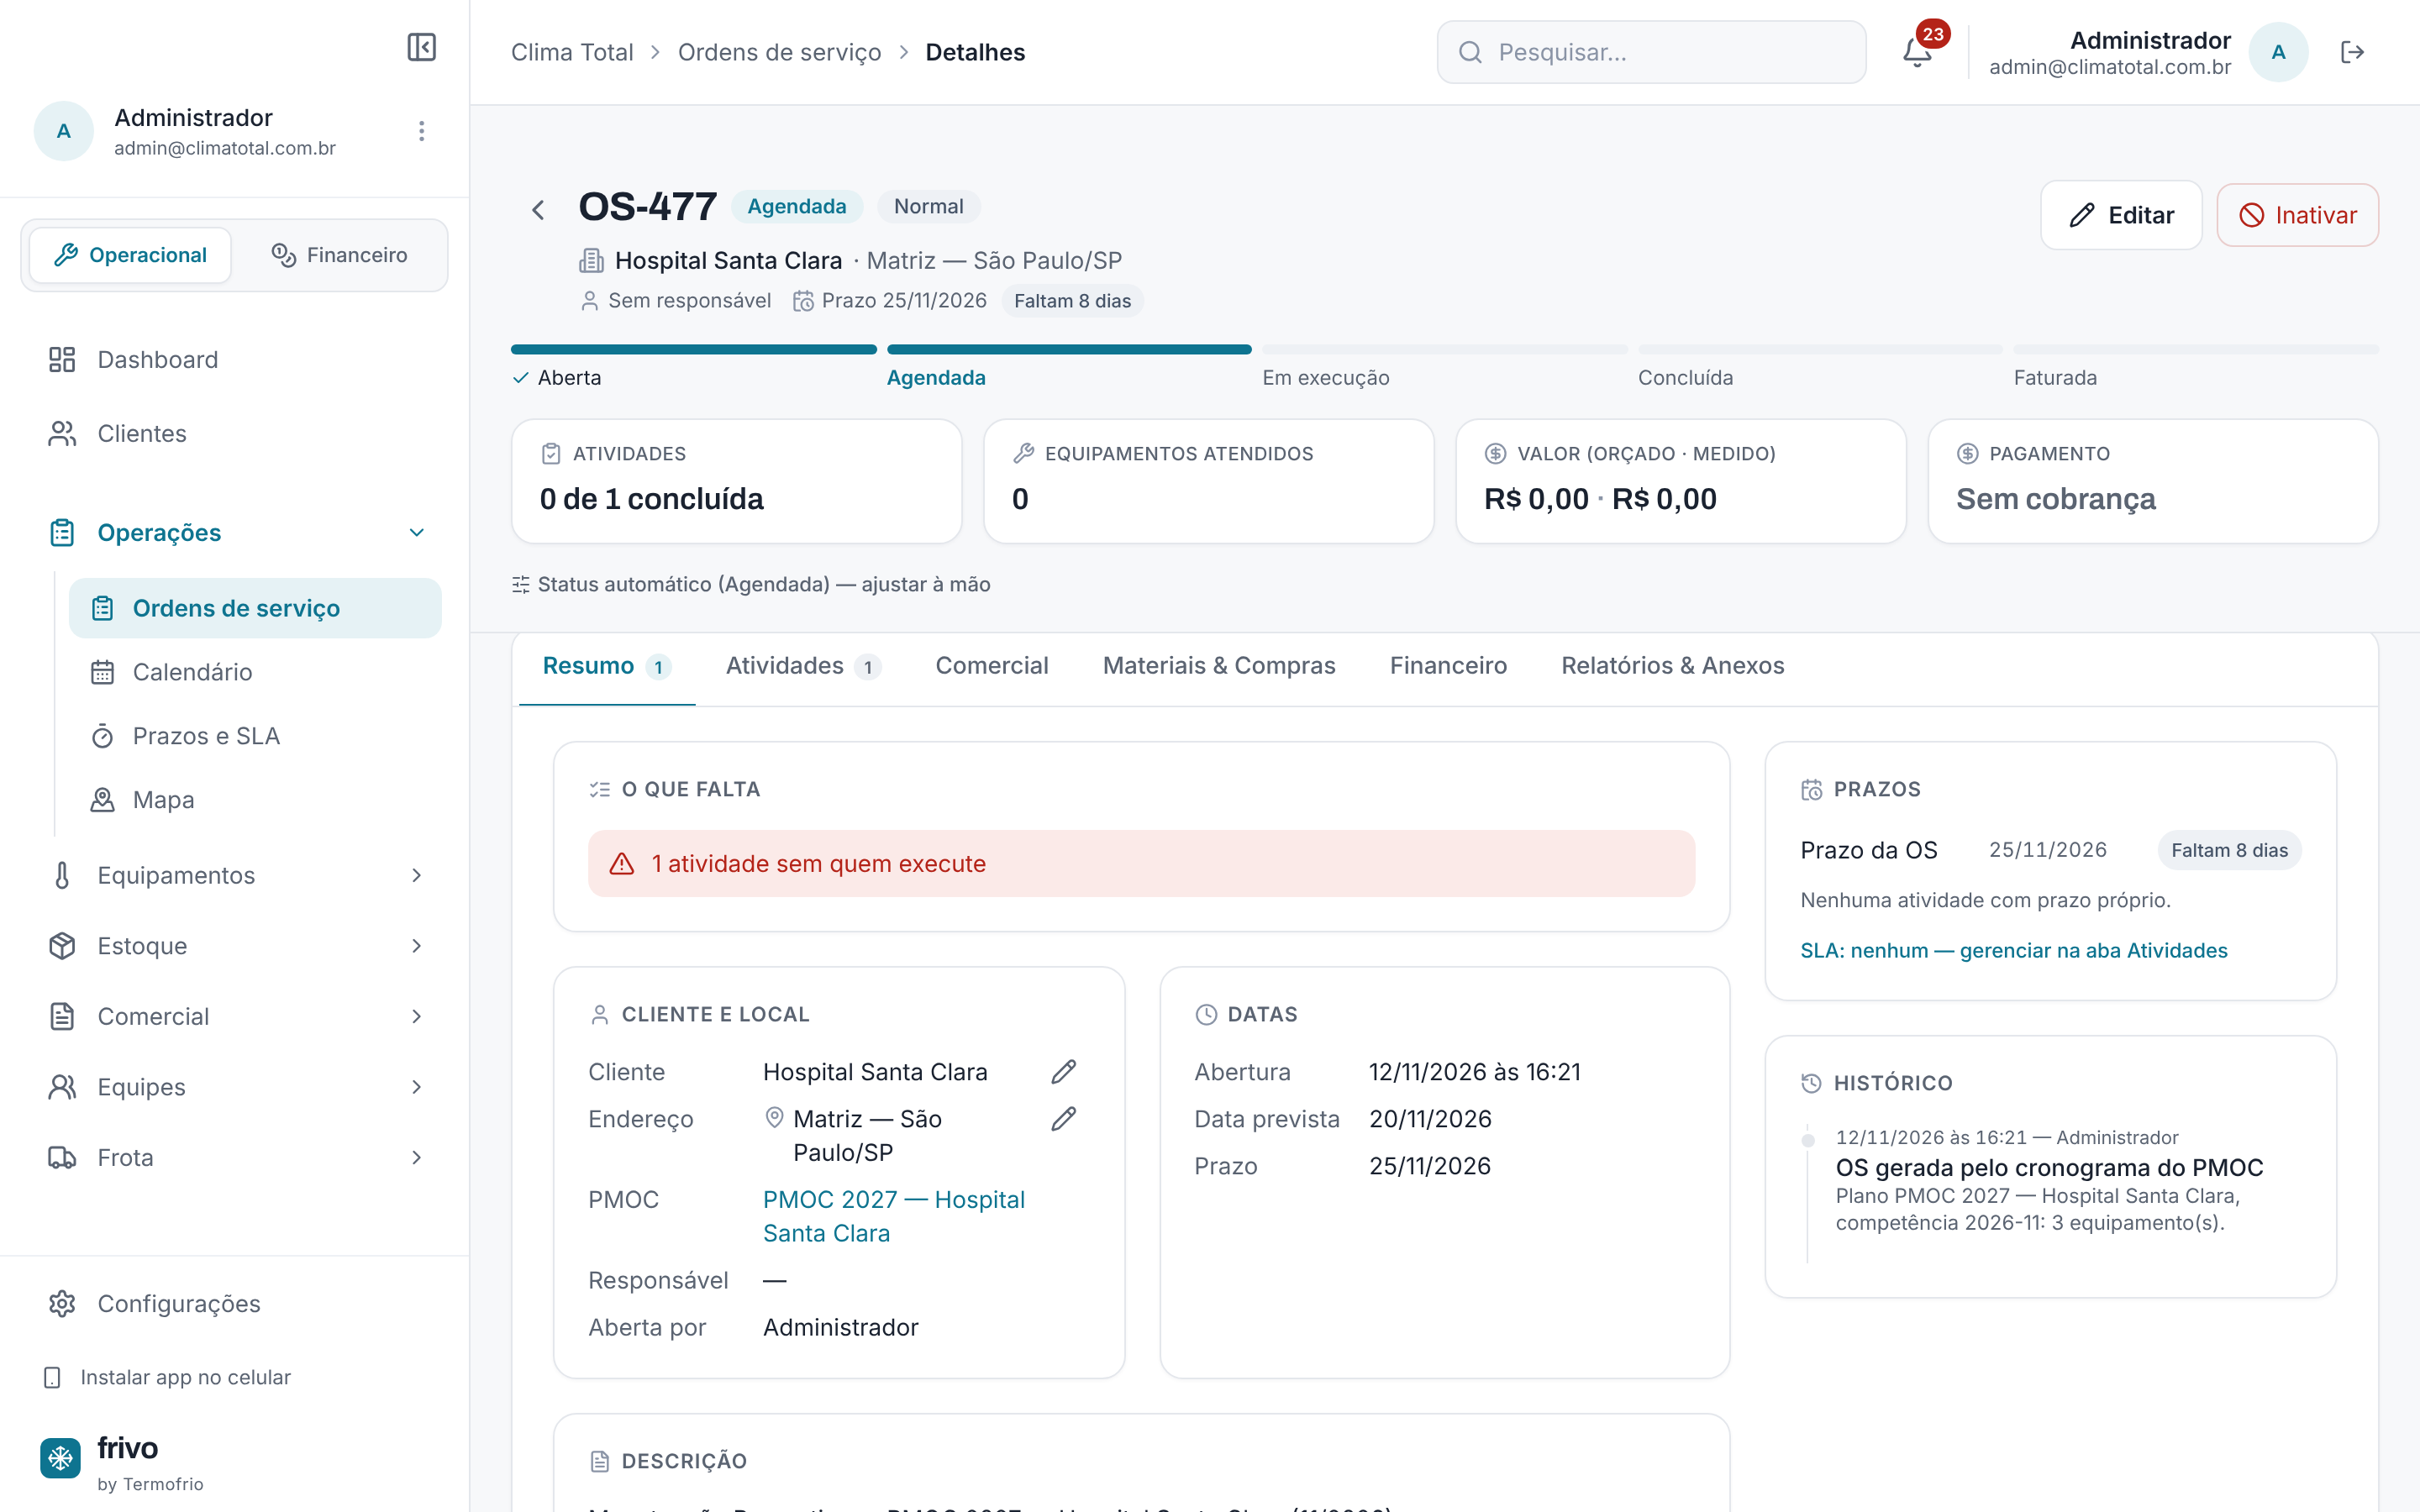 Administrador
admin@climatotal.com.br
Operacional
Financeiro
Dashboard
Clientes
Operações
Ordens de serviço
Calendário
Prazos e SLA
Mapa
Equipamentos
Estoque
Comercial
Equipes
Frota
Configurações
Instalar app no celular
frivo
by Termofrio
Clima Total > Ordens de serviço > Detalhes
Pesquisar...
23
Administrador
admin@climatotal.com.br
A
A
OS-477 Agendada Normal
Hospital Santa Clara · Matriz — São Paulo/SP
Sem responsável Prazo 25/11/2026 Faltam 8 dias
Editar
Inativar
Aberta
Agendada
Em execução
Concluída
Faturada
ATIVIDADES
0 de 1 concluída
EQUIPAMENTOS ATENDIDOS
0
VALOR (ORÇADO · MEDIDO)
R$ 0,00 · R$ 0,00
PAGAMENTO
Sem cobrança
Status automático (Agendada) — ajustar à mão
Resumo 1
Atividades 1
Comercial
Materiais & Compras
Financeiro
Relatórios & Anexos
O QUE FALTA
1 atividade sem quem execute
CLIENTE E LOCAL
Cliente Hospital Santa Clara
Endereço Matriz — São
Paulo/SP
PMOC PMOC 2027 — Hospital
Santa Clara
Responsável —
Aberta por Administrador
DATAS
Abertura 12/11/2026 às 16:21
Data prevista 20/11/2026
Prazo 25/11/2026
PRAZOS
Prazo da OS 25/11/2026 Faltam 8 dias
Nenhuma atividade com prazo próprio.
SLA: nenhum — gerenciar na aba Atividades
HISTÓRICO
12/11/2026 às 16:21 — Administrador
OS gerada pelo cronograma do PMOC
Plano PMOC 2027 — Hospital Santa Clara,
competência 2026-11: 3 equipamento(s).
DESCRIÇÃO